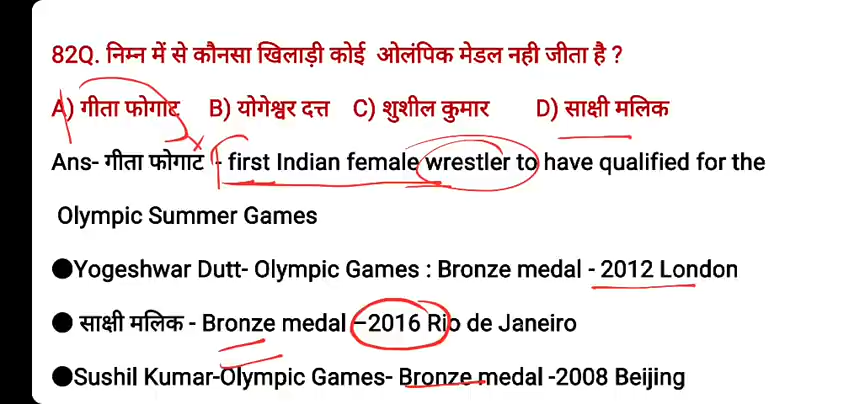 82Q. निम्न में से कौनसा खिलाड़ी कोई ओलंपिक मेडल नही जीता है ?
A) गीता फोगाट B) योगेश्वर दत्त C) शुशील कुमार D) साक्षी मलिक
Ans- गीता फोगाट - first Indian female wrestler to have qualified for the
Olympic Summer Games
●Yogeshwar Dutt- Olympic Games : Bronze medal - 2012 London
● साक्षी मलिक - Bronze medal –2016 Rio de Janeiro
●Sushil Kumar-Olympic Games- Bronze medal -2008 Beijing